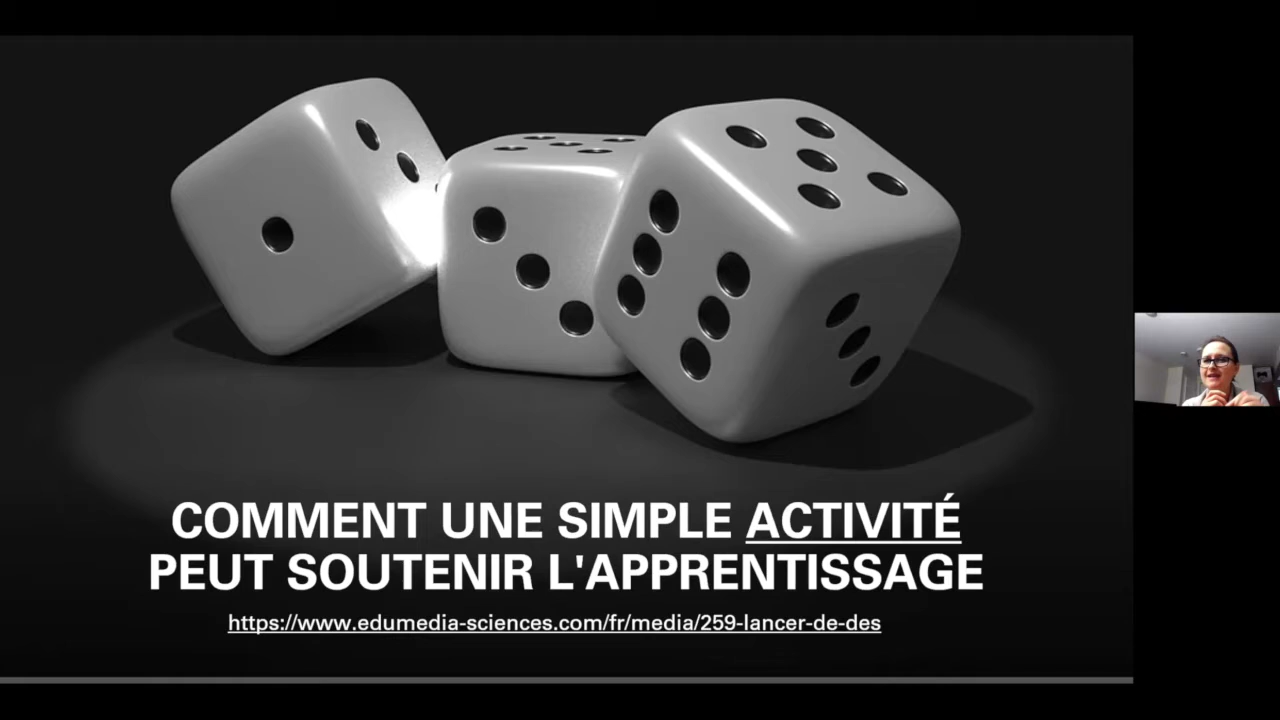 COMMENT UNE SIMPLE ACTIVITÉ
PEUT SOUTENIR L'APPRENTISSAGE
https://www.edumedia-sciences.com/fr/media/259-lancer-de-des